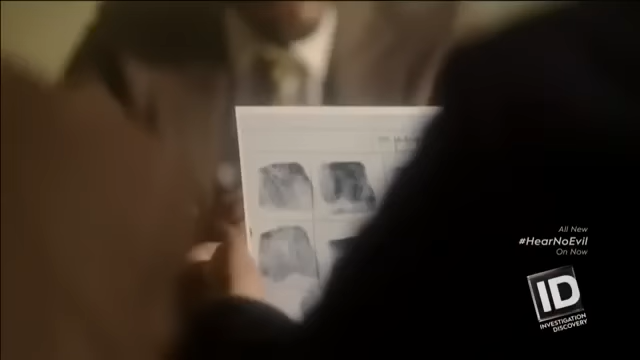 All New
#HearNoEvil
On Now
ID
INVESTIGATION
DISCOVERY